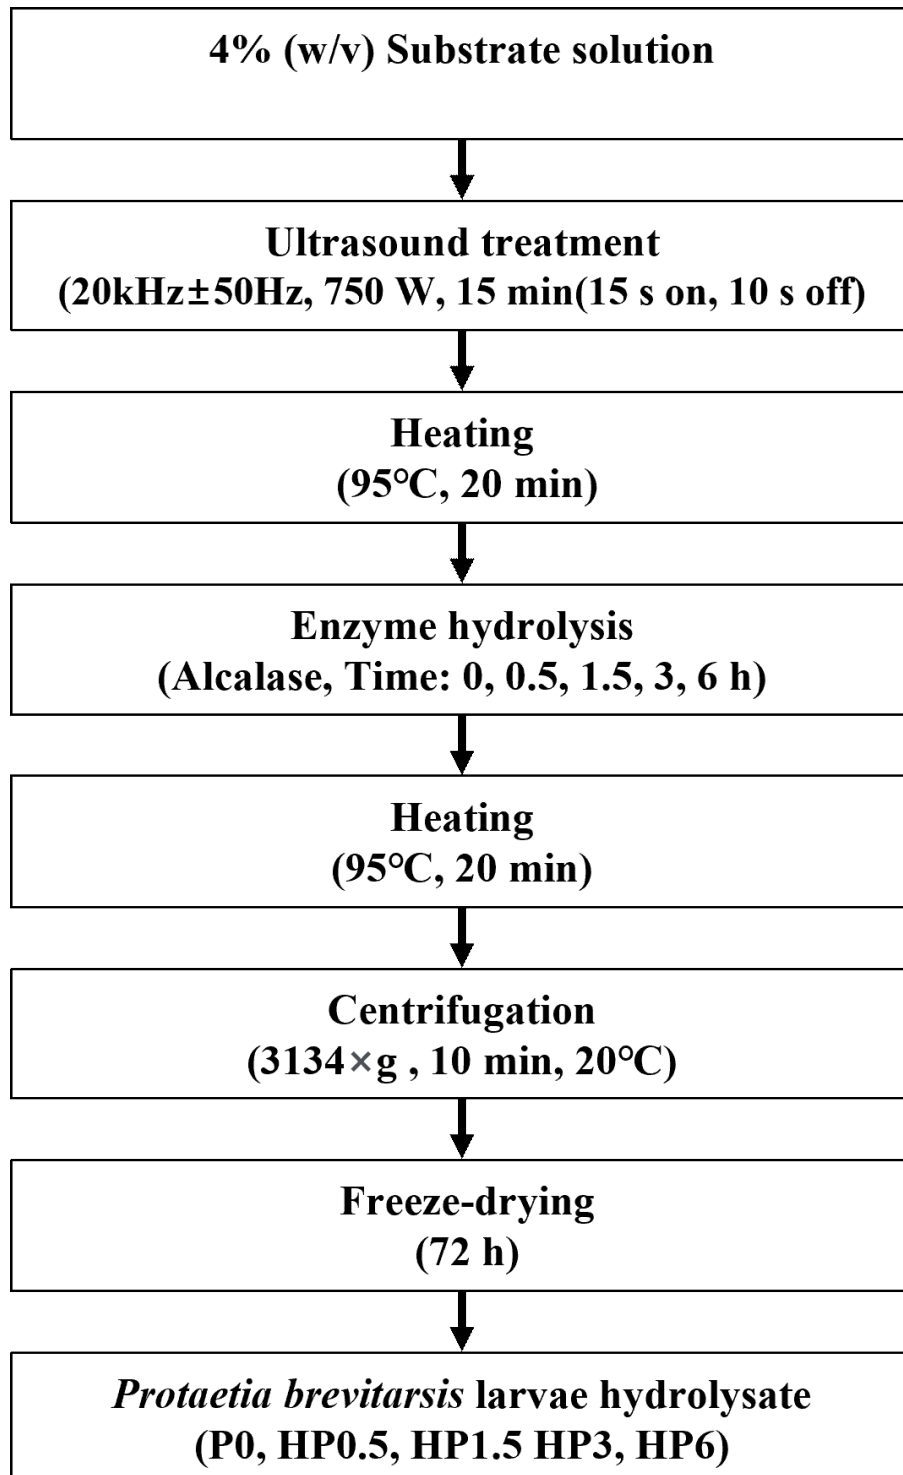 4% (w/v) Substrate solution
Ultrasound treatment
(20kHz±50Hz, 750 W, 15 min(15 s on, 10 s off)
Heating
(95℃, 20 min)
Enzyme hydrolysis
(Alcalase, Time: 0, 0.5, 1.5, 3, 6 h)
Heating
(95℃, 20 min)
Centrifugation
(3134×g , 10 min, 20℃)
Freeze-drying
(72 h)
Protaetia brevitarsis larvae hydrolysate
(P0, HP0.5, HP1.5 HP3, HP6)